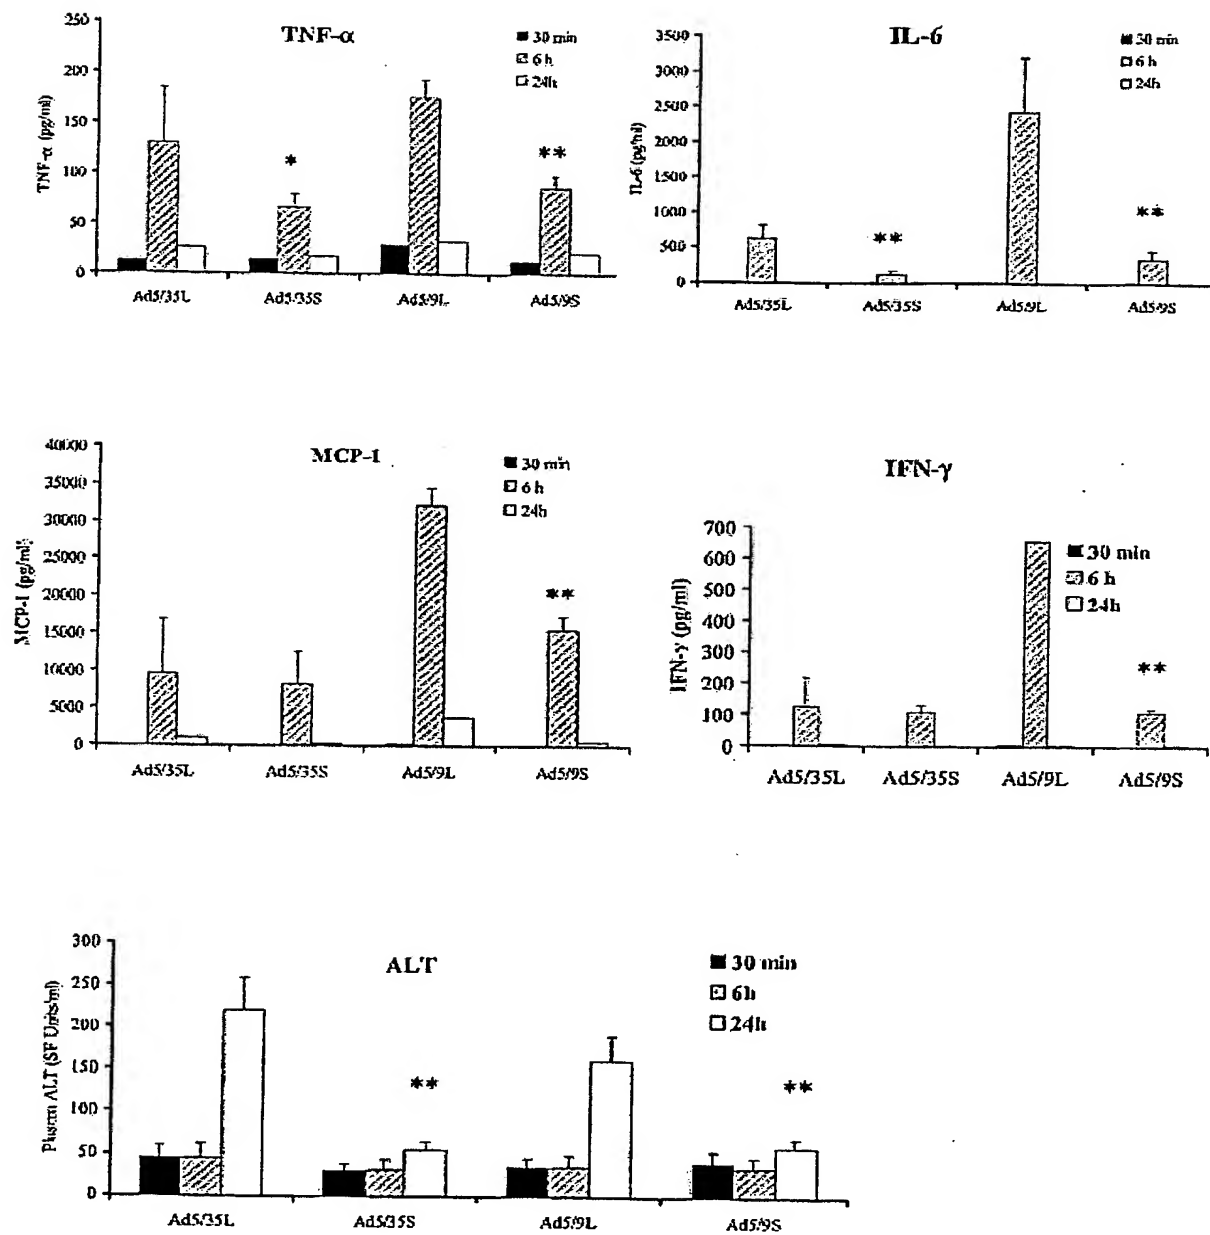 TNF-α
30 min
6 h
24h
TNF-α (pg/ml)
250
200
150
100
50
0
*
**
Ad5/35L Ad5/35S Ad5/9L Ad5/9S
IL-6
30 min
6 h
24h
IL-6 (pg/ml)
3500
3000
2500
2000
1500
1000
500
0
**
**
Ad5/35L Ad5/35S Ad5/9L Ad5/9S
MCP-1
30 min
6 h
24h
MCP-1 (pg/ml)
40000
35000
30000
25000
20000
15000
10000
5000
0
**
Ad5/35L Ad5/35S Ad5/9L Ad5/9S
IFN-γ
30 min
6 h
24h
IFN-γ (pg/ml)
700
600
500
400
300
200
100
0
**
Ad5/35L Ad5/35S Ad5/9L Ad5/9S
ALT
30 min
6h
24h
Plasma ALT (SF Units/ml)
300
250
200
150
100
50
0
**
**
Ad5/35L Ad5/35S Ad5/9L Ad5/9S